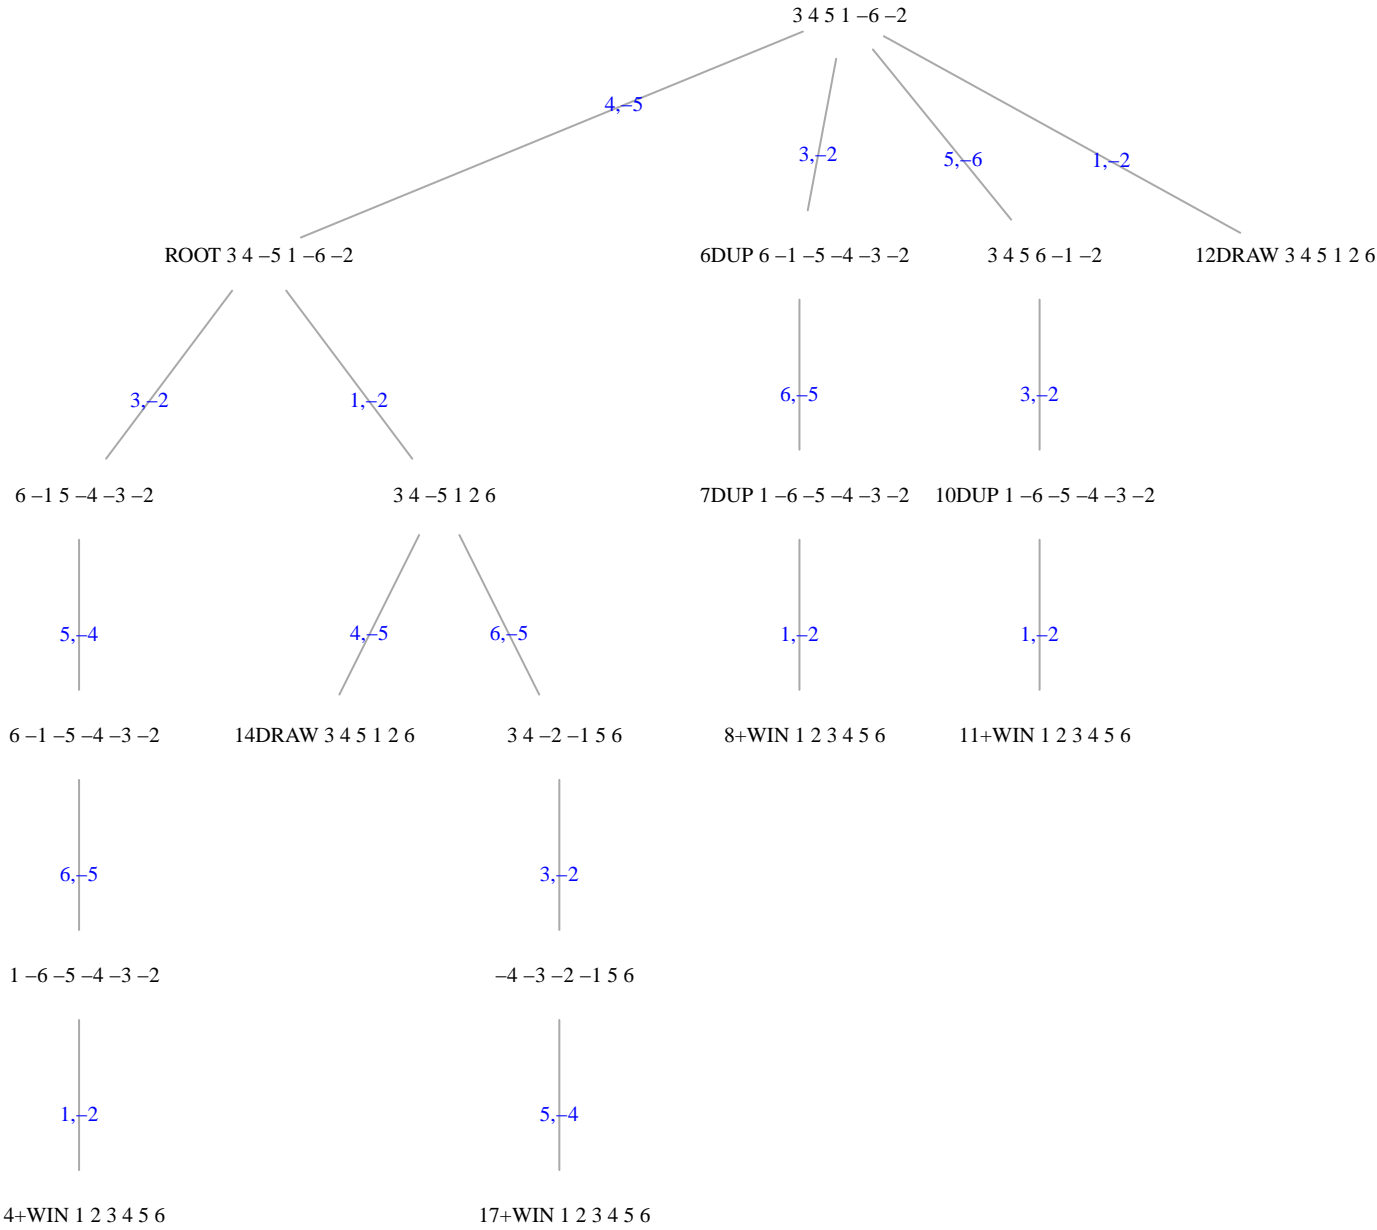 3 4 5 1 –6 –2
4,–5
3,–2
5,–6
1,–2
ROOT 3 4 –5 1 –6 –2
6DUP 6 –1 –5 –4 –3 –2
3 4 5 6 –1 –2
12DRAW 3 4 5 1 2 6
3,–2
1,–2
6,–5
3,–2
6 –1 5 –4 –3 –2
3 4 –5 1 2 6
7DUP 1 –6 –5 –4 –3 –2
10DUP 1 –6 –5 –4 –3 –2
5,–4
4,–5
6,–5
1,–2
1,–2
6 –1 –5 –4 –3 –2
14DRAW 3 4 5 1 2 6
3 4 –2 –1 5 6
8+WIN 1 2 3 4 5 6
11+WIN 1 2 3 4 5 6
6,–5
3,–2
1 –6 –5 –4 –3 –2
–4 –3 –2 –1 5 6
1,–2
5,–4
4+WIN 1 2 3 4 5 6
17+WIN 1 2 3 4 5 6